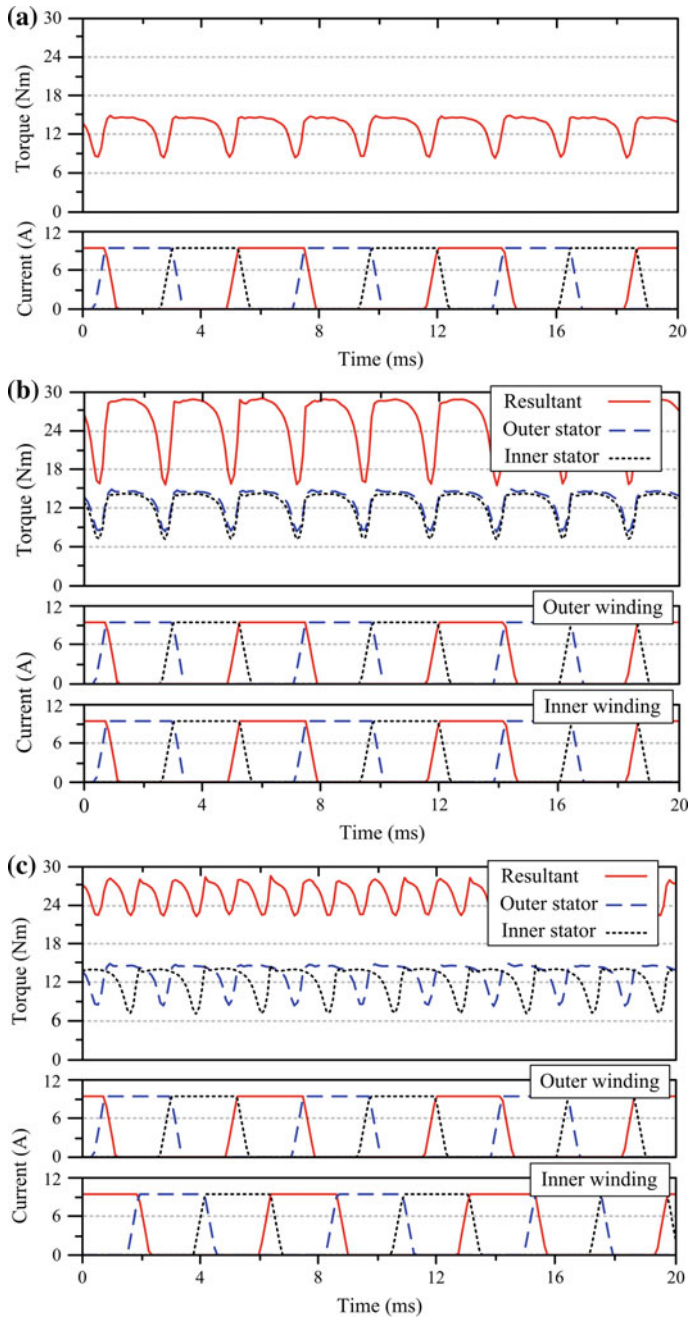 (a)
30
24
18
12
6
0
Torque (Nm)
12
6
0
Current (A)
0 4 8 12 16 20
Time (ms)
(b)
30
24
18
12
6
0
Torque (Nm)
Resultant
Outer stator
Inner stator
12
6
0
Outer winding
Current (A)
12
6
0
Inner winding
0 4 8 12 16 20
Time (ms)
(c)
30
24
18
12
6
0
Torque (Nm)
Resultant
Outer stator
Inner stator
12
6
0
Outer winding
Current (A)
12
6
0
Inner winding
0 4 8 12 16 20
Time (ms)